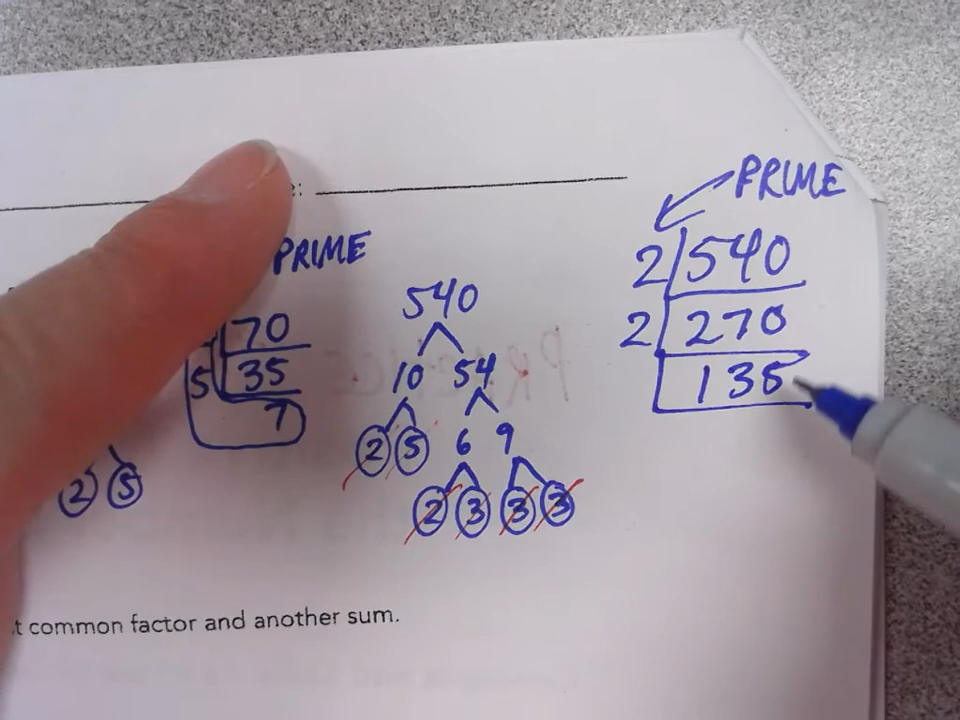 PRIME
PRIME
2 540
2 270
135
70
5 35
7
540
10 54
2 5 6 9
2 3 3 3
2 5
t common factor and another sum.